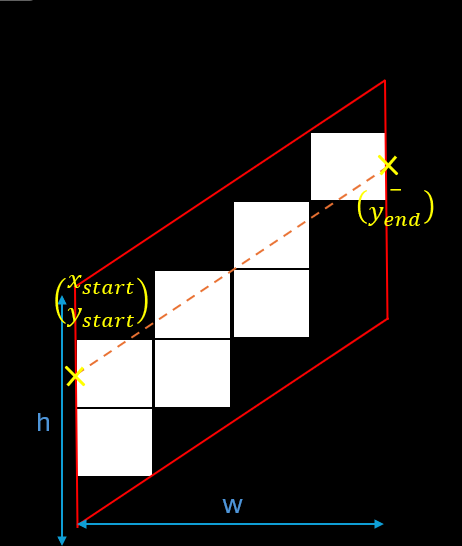 (x_start
y_start)
(‾
y_end)
h
w